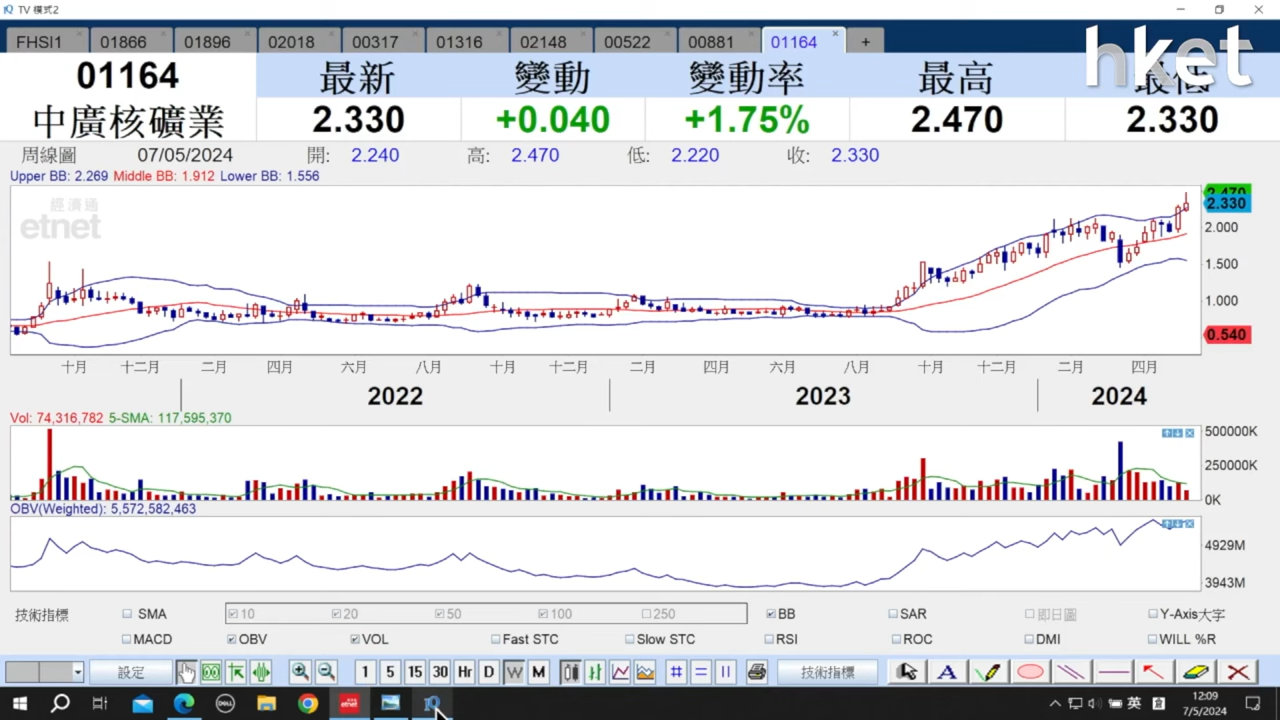 TV 模式2
FHSI1 01866 01896 02018 00317 01316 02148 00522 00881 01164 +
hket
01164 最新 變動 變動率 最高 最低
中廣核礦業 2.330 +0.040 +1.75% 2.470 2.330
周線圖 07/05/2024 開: 2.240 高: 2.470 低: 2.220 收: 2.330
Upper BB: 2.269 Middle BB: 1.912 Lower BB: 1.556
經濟通
etnet
2.470
2.330
2.000
1.500
1.000
0.540
十月 十二月 二月 四月 六月 八月 十月 十二月 二月 四月 六月 八月 十月 十二月 二月 四月
2022 2023 2024
Vol: 74,316,782 5-SMA: 117,595,370
500000K
250000K
0K
OBV(Weighted): 5,572,582,463
4929M
3943M
技術指標 SMA 10 20 50 100 250 BB SAR 即日圖 Y-Axis大字
MACD OBV VOL Fast STC Slow STC RSI ROC DMI WILL %R
設定 1 5 15 30 Hr D W M 技術指標 A
DELL etnet IQ 英 12:09
7/5/2024